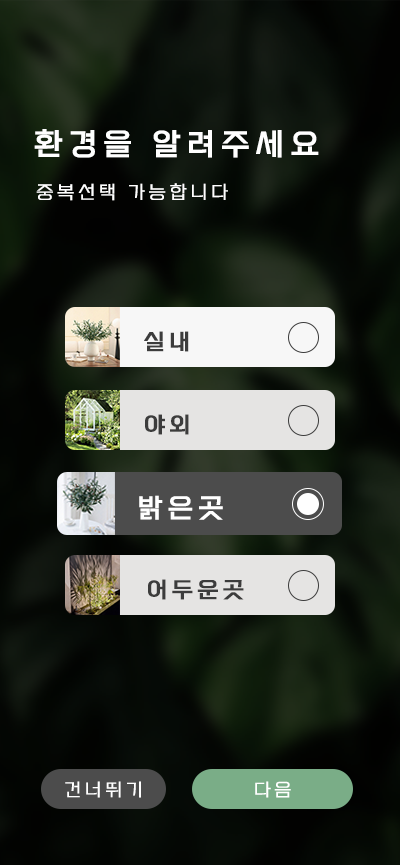 환경을 알려주세요
중복선택 가능합니다
실내
야외
밝은곳
어두운곳
건너뛰기
다음